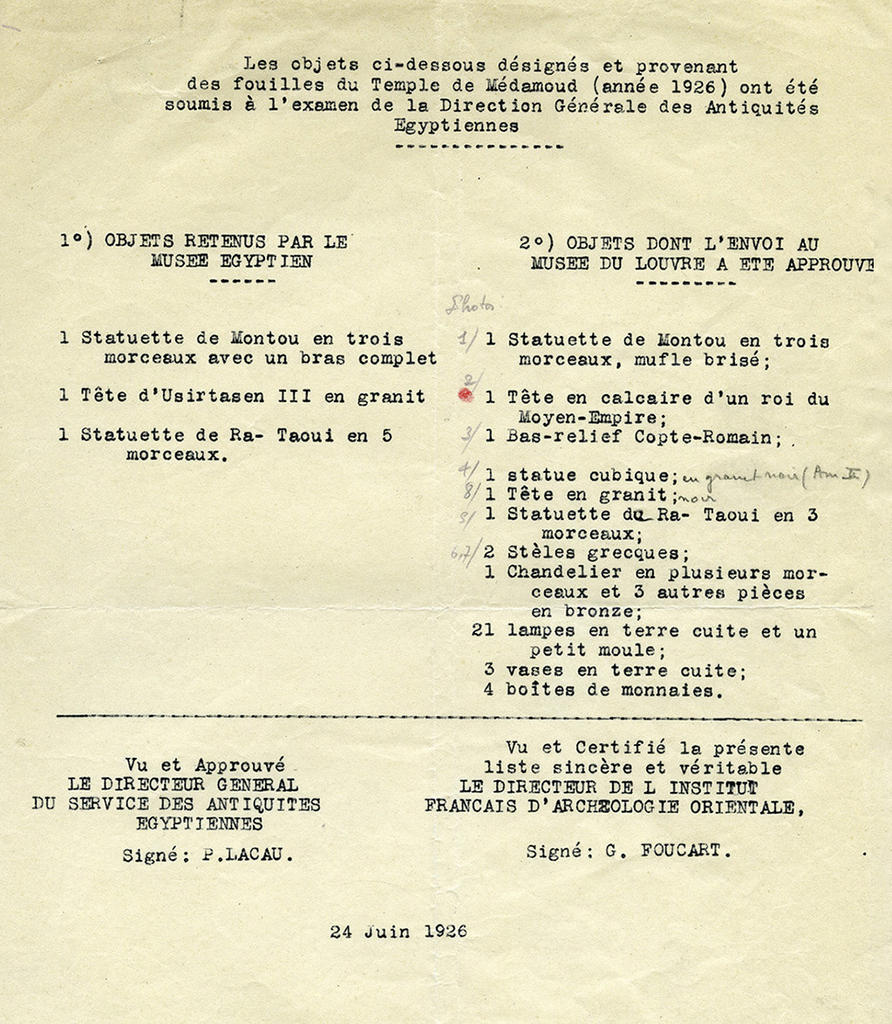 Les objets ci-dessous désignés et provenant
des fouilles du Temple de Médamoud (année 1926) ont été
soumis à l'examen de la Direction Générale des Antiquités
Egyptiennes
1°) OBJETS RETENUS PAR LE
MUSEE EGYPTIEN
1 Statuette de Montou en trois
morceaux avec un bras complet
1 Tête d'Usirtasen III en granit
1 Statuette de Ra- Taoui en 5
morceaux.
2°) OBJETS DONT L'ENVOI AU
MUSEE DU LOUVRE A ETE APPROUVE
Photos
1/ 1 Statuette de Montou en trois
morceaux, mufle brisé;
2/
1 Tête en calcaire d'un roi du
Moyen-Empire;
3/ 1 Bas-relief Copte-Romain;
4/ 1 statue cubique; en granit noir (Am III)
8/ 1 Tête en granit; noir
5/ 1 Statuette du Ra- Taoui en 3
morceaux;
6,7/ 2 Stèles grecques;
1 Chandelier en plusieurs mor-
ceaux et 3 autres pièces
en bronze;
21 lampes en terre cuite et un
petit moule;
3 vases en terre cuite;
4 boîtes de monnaies.
Vu et Approuvé
LE DIRECTEUR GENERAL
DU SERVICE DES ANTIQUITES
EGYPTIENNES
Signé: P.LACAU.
Vu et Certifié la présente
liste sincère et véritable
LE DIRECTEUR DE L INSTITUT
FRANCAIS D'ARCHEOLOGIE ORIENTALE,
Signé: G. FOUCART.
24 Juin 1926